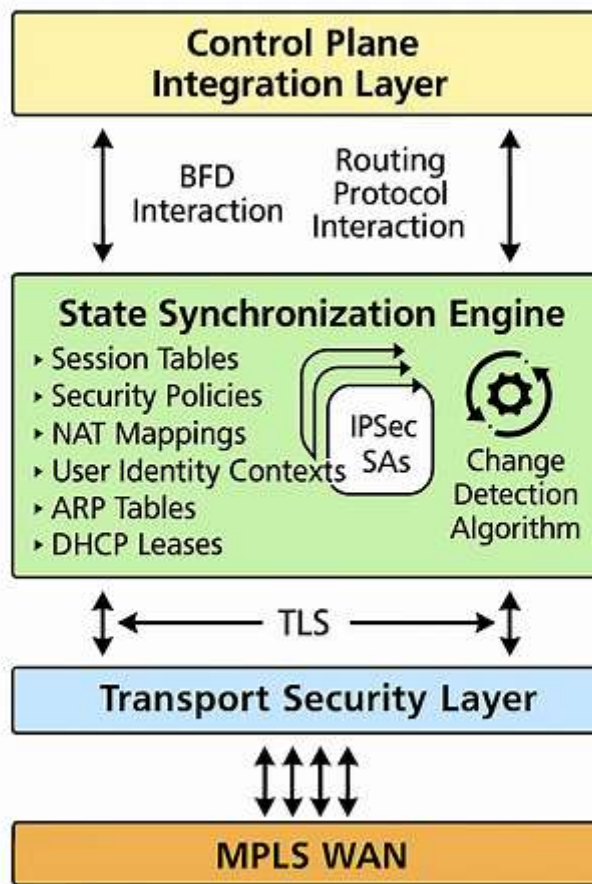 Control Plane
Integration Layer
BFD
Interaction
Routing
Protocol
Interaction
State Synchronization Engine
‣ Session Tables
‣ Security Policies
‣ NAT Mappings
‣ User Identity Contexts
‣ ARP Tables
‣ DHCP Leases
IPSec
SAs
Change
Detection
Algorithm
TLS
Transport Security Layer
MPLS WAN